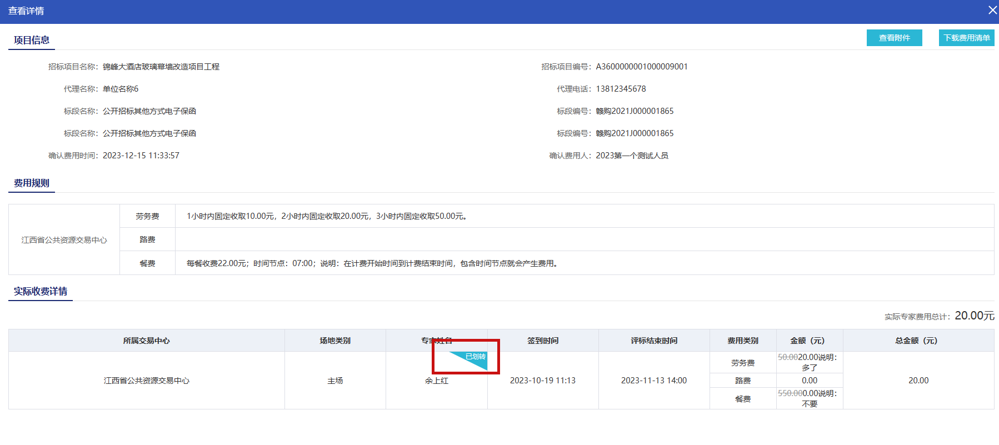 查看详情
项目信息
查看附件
下载费用清单
招标项目名称：锦峰大酒店玻璃幕墙改造项目工程
招标项目编号：A3600000001000009001
代理名称：单位名称6
代理电话：13812345678
标段名称：公开招标其他方式电子保函
标段编号：赣购2021J000001865
标段名称：公开招标其他方式电子保函
标段编号：赣购2021J000001865
确认费用时间：2023-12-15 11:33:57
确认费用人：2023第一个测试人员
费用规则
江西省公共资源交易中心
劳务费
1小时内固定收取10.00元，2小时内固定收取20.00元，3小时内固定收取50.00元。
路费
餐费
每餐收费22.00元；时间节点：07:00；说明：在计费开始时间到计费结束时间，包含时间节点就会产生费用。
实际收费详情
实际专家费用总计：20.00元
所属交易中心
场地类别
专家姓名
签到时间
评标结束时间
费用类别
金额（元）
总金额（元）
江西省公共资源交易中心
主场
已划转
余上红
2023-10-19 11:13
2023-11-13 14:00
劳务费
50.0020.00说明：
多了
路费
0.00
餐费
550.000.00说明：
不要
20.00